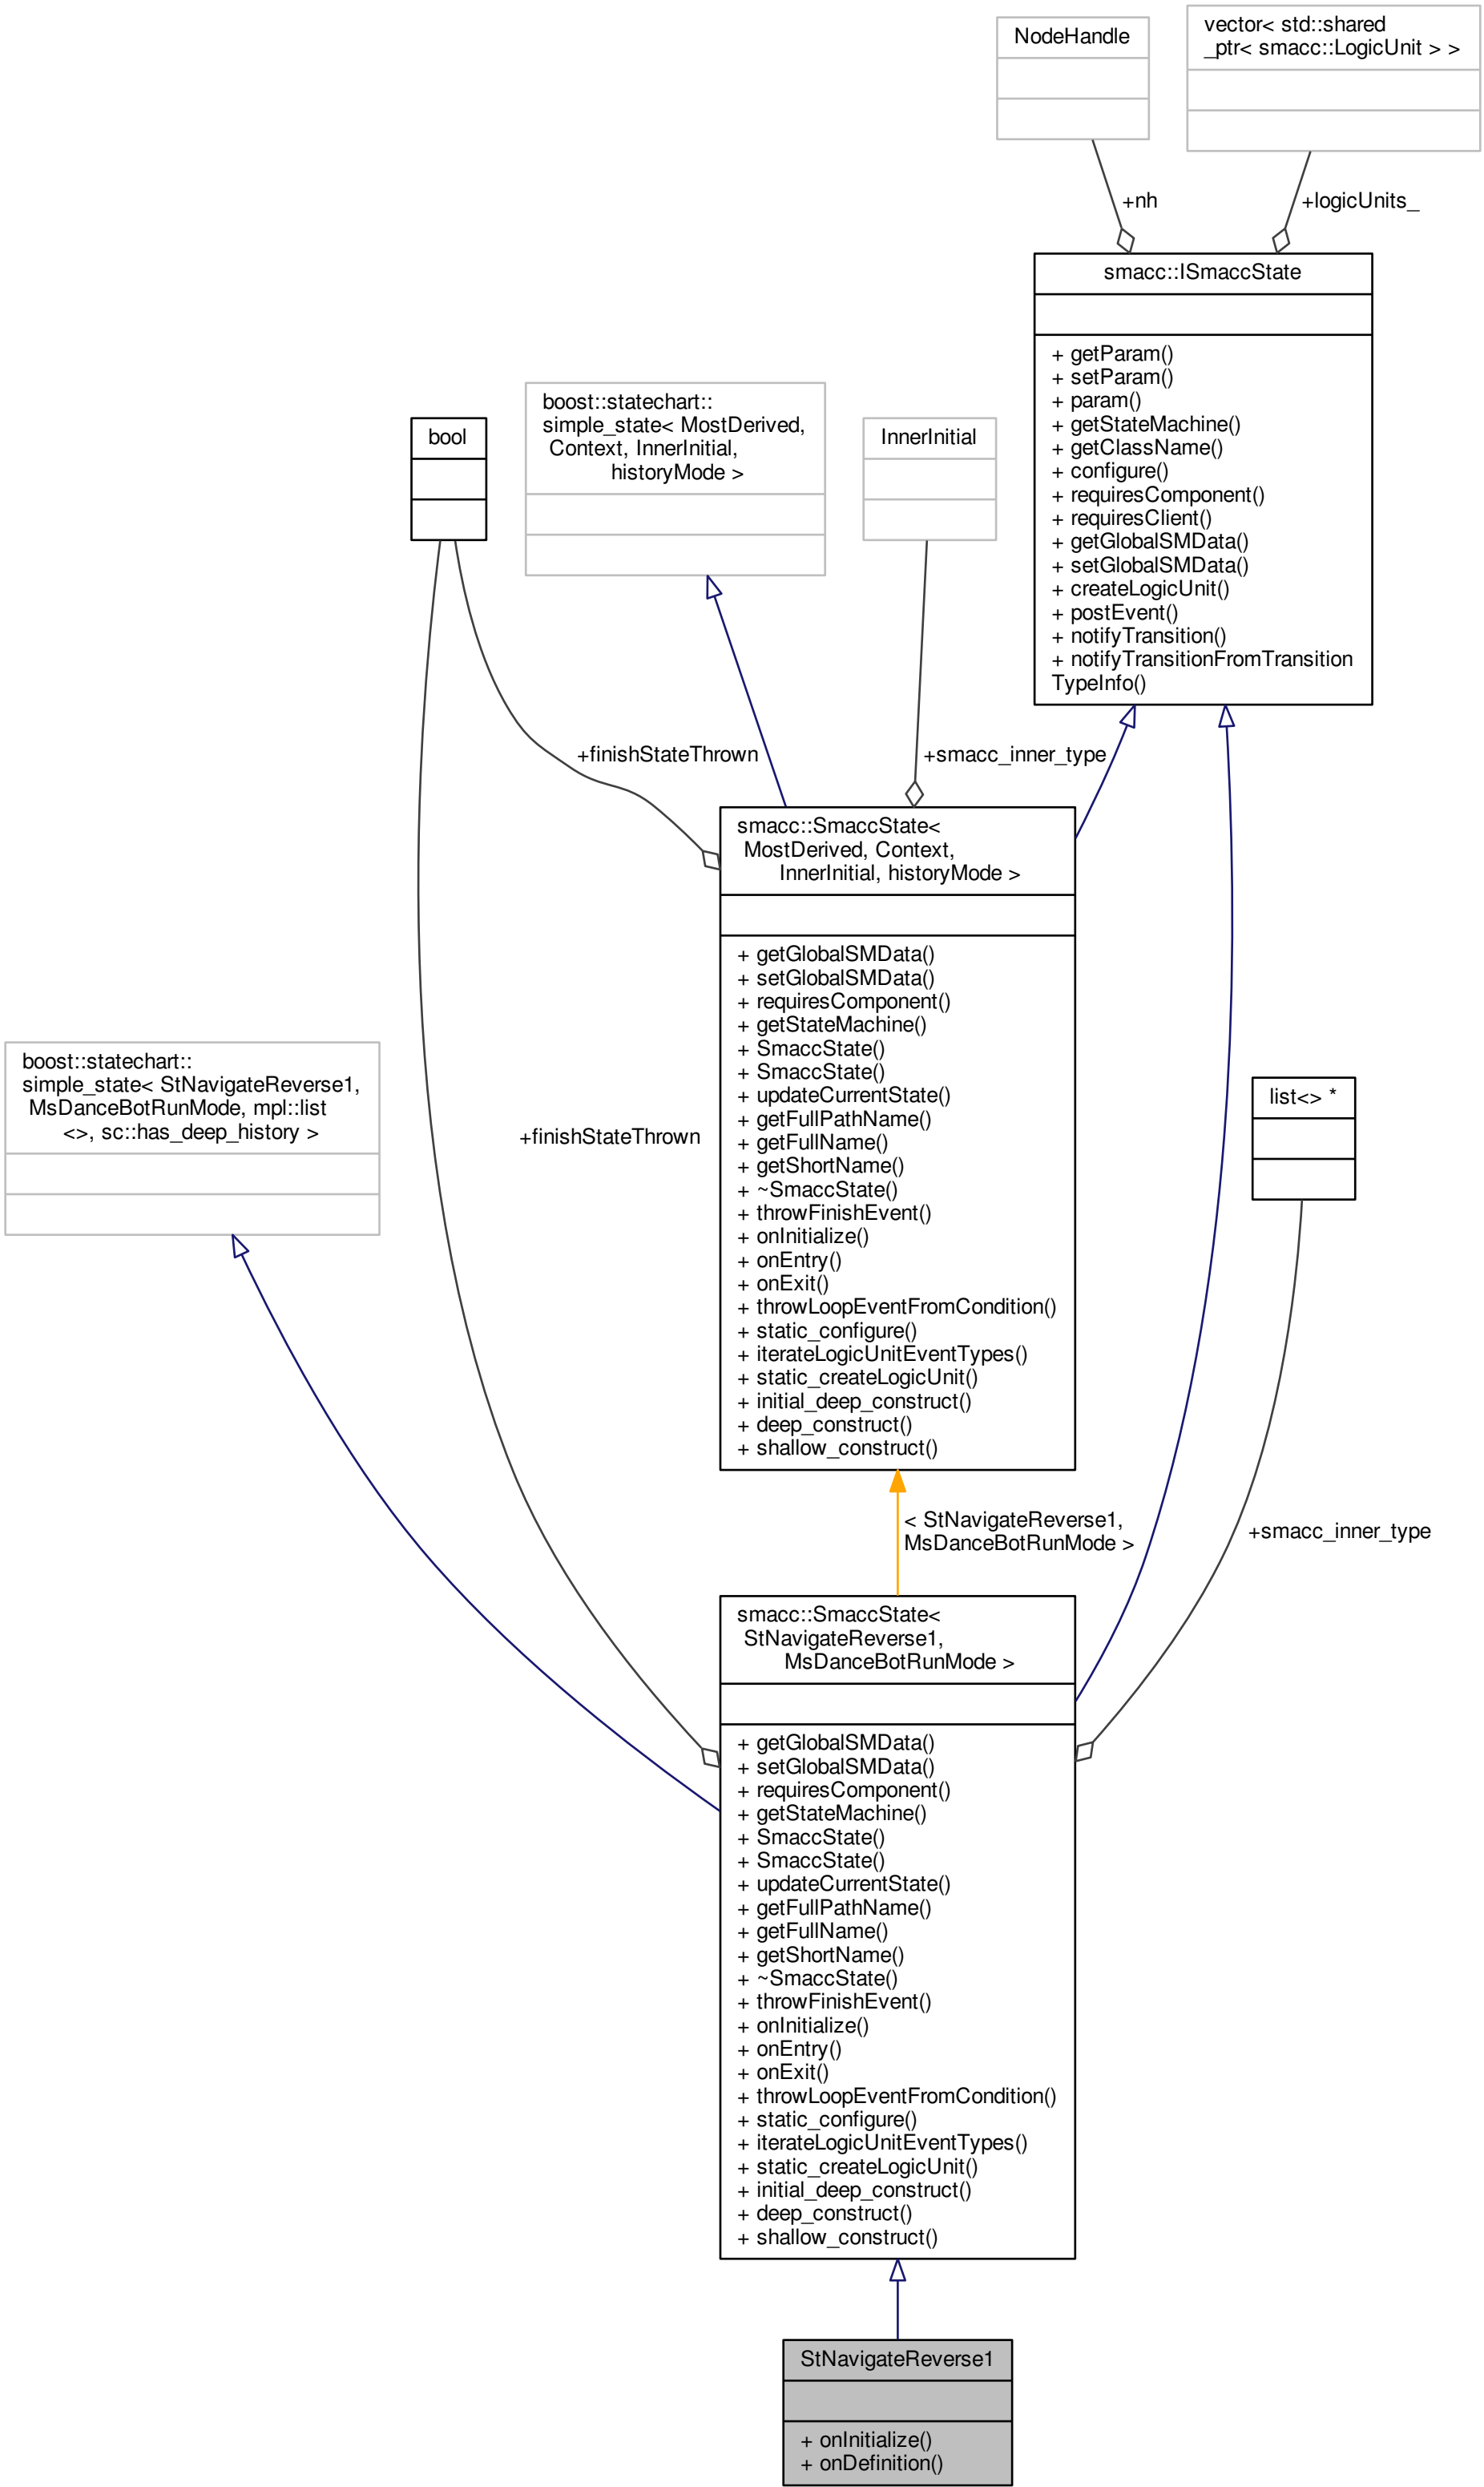 NodeHandle
vector< std::shared
_ptr< smacc::LogicUnit > >
+nh
+logicUnits_
smacc::ISmaccState
+ getParam()
+ setParam()
+ param()
+ getStateMachine()
+ getClassName()
+ configure()
+ requiresComponent()
+ requiresClient()
+ getGlobalSMData()
+ setGlobalSMData()
+ createLogicUnit()
+ postEvent()
+ notifyTransition()
+ notifyTransitionFromTransition
TypeInfo()
bool
boost::statechart::
simple_state< MostDerived,
Context, InnerInitial,
historyMode >
InnerInitial
+finishStateThrown
+smacc_inner_type
smacc::SmaccState<
MostDerived, Context,
InnerInitial, historyMode >
+ getGlobalSMData()
+ setGlobalSMData()
+ requiresComponent()
+ getStateMachine()
+ SmaccState()
+ SmaccState()
+ updateCurrentState()
+ getFullPathName()
+ getFullName()
+ getShortName()
+ ~SmaccState()
+ throwFinishEvent()
+ onInitialize()
+ onEntry()
+ onExit()
+ throwLoopEventFromCondition()
+ static_configure()
+ iterateLogicUnitEventTypes()
+ static_createLogicUnit()
+ initial_deep_construct()
+ deep_construct()
+ shallow_construct()
boost::statechart::
simple_state< StNavigateReverse1,
MsDanceBotRunMode, mpl::list
<>, sc::has_deep_history >
+finishStateThrown
list<> *
< StNavigateReverse1,
MsDanceBotRunMode >
+smacc_inner_type
smacc::SmaccState<
StNavigateReverse1,
MsDanceBotRunMode >
+ getGlobalSMData()
+ setGlobalSMData()
+ requiresComponent()
+ getStateMachine()
+ SmaccState()
+ SmaccState()
+ updateCurrentState()
+ getFullPathName()
+ getFullName()
+ getShortName()
+ ~SmaccState()
+ throwFinishEvent()
+ onInitialize()
+ onEntry()
+ onExit()
+ throwLoopEventFromCondition()
+ static_configure()
+ iterateLogicUnitEventTypes()
+ static_createLogicUnit()
+ initial_deep_construct()
+ deep_construct()
+ shallow_construct()
StNavigateReverse1
+ onInitialize()
+ onDefinition()